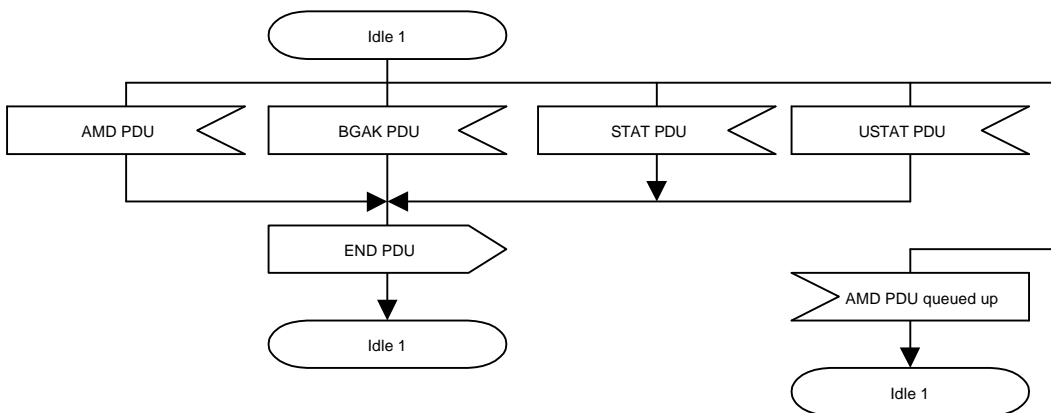 Idle 1
AMD PDU
BGAK PDU
STAT PDU
USTAT PDU
END PDU
AMD PDU queued up
Idle 1
Idle 1